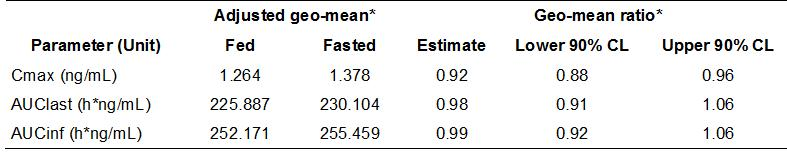 Adjusted geo-mean* Geo-mean ratio*
Parameter (Unit) Fed Fasted Estimate Lower 90% CL Upper 90% CL
Cmax (ng/mL) 1.264 1.378 0.92 0.88 0.96
AUClast (h*ng/mL) 225.887 230.104 0.98 0.91 1.06
AUCinf (h*ng/mL) 252.171 255.459 0.99 0.92 1.06